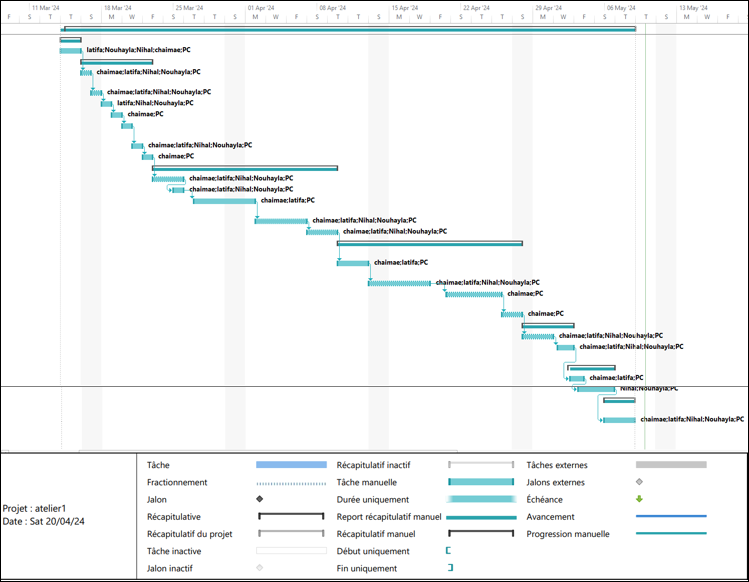 11 Mar '24 18 Mar '24 25 Mar '24 01 Apr '24 08 Apr '24 15 Apr '24 22 Apr '24 29 Apr '24 06 May '24 13 May '24
F S T M W F S T M W F S T M W F S T M W F S T M W F S T M W F
latifa;Nouhayla;Nihal;chaimae;PC
chaimae;latifa;Nihal;Nouhayla;PC
chaimae;latifa;Nihal;Nouhayla;PC
latifa;Nihal;Nouhayla;PC
chaimae;PC
chaimae;latifa;Nihal;Nouhayla;PC
chaimae;PC
chaimae;latifa;Nihal;Nouhayla;PC
chaimae;latifa;Nihal;Nouhayla;PC
chaimae;latifa;PC
chaimae;latifa;Nihal;Nouhayla;PC
chaimae;latifa;Nihal;Nouhayla;PC
chaimae;latifa;PC
chaimae;latifa;Nihal;Nouhayla;PC
chaimae;PC
chaimae;PC
chaimae;latifa;Nihal;Nouhayla;PC
chaimae;latifa;Nihal;Nouhayla;PC
chaimae;latifa;PC
Nihal;Nouhayla;PC
chaimae;latifa;Nihal;Nouhayla;PC
Projet : atelier1
Date : Sat 20/04/24
Tâche
Fractionnement
Jalon
Récapitulative
Récapitulatif du projet
Tâche inactive
Jalon inactif
Récapitulatif inactif
Tâche manuelle
Durée uniquement
Report récapitulatif manuel
Récapitulatif manuel
Début uniquement
Fin uniquement
Tâches externes
Jalons externes
Échéance
Avancement
Progression manuelle